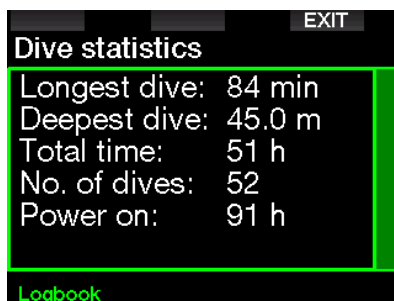 EXIT
Dive statistics
Longest dive: 84 min
Deepest dive: 45.0 m
Total time: 51 h
No. of dives: 52
Power on: 91 h
Logbook